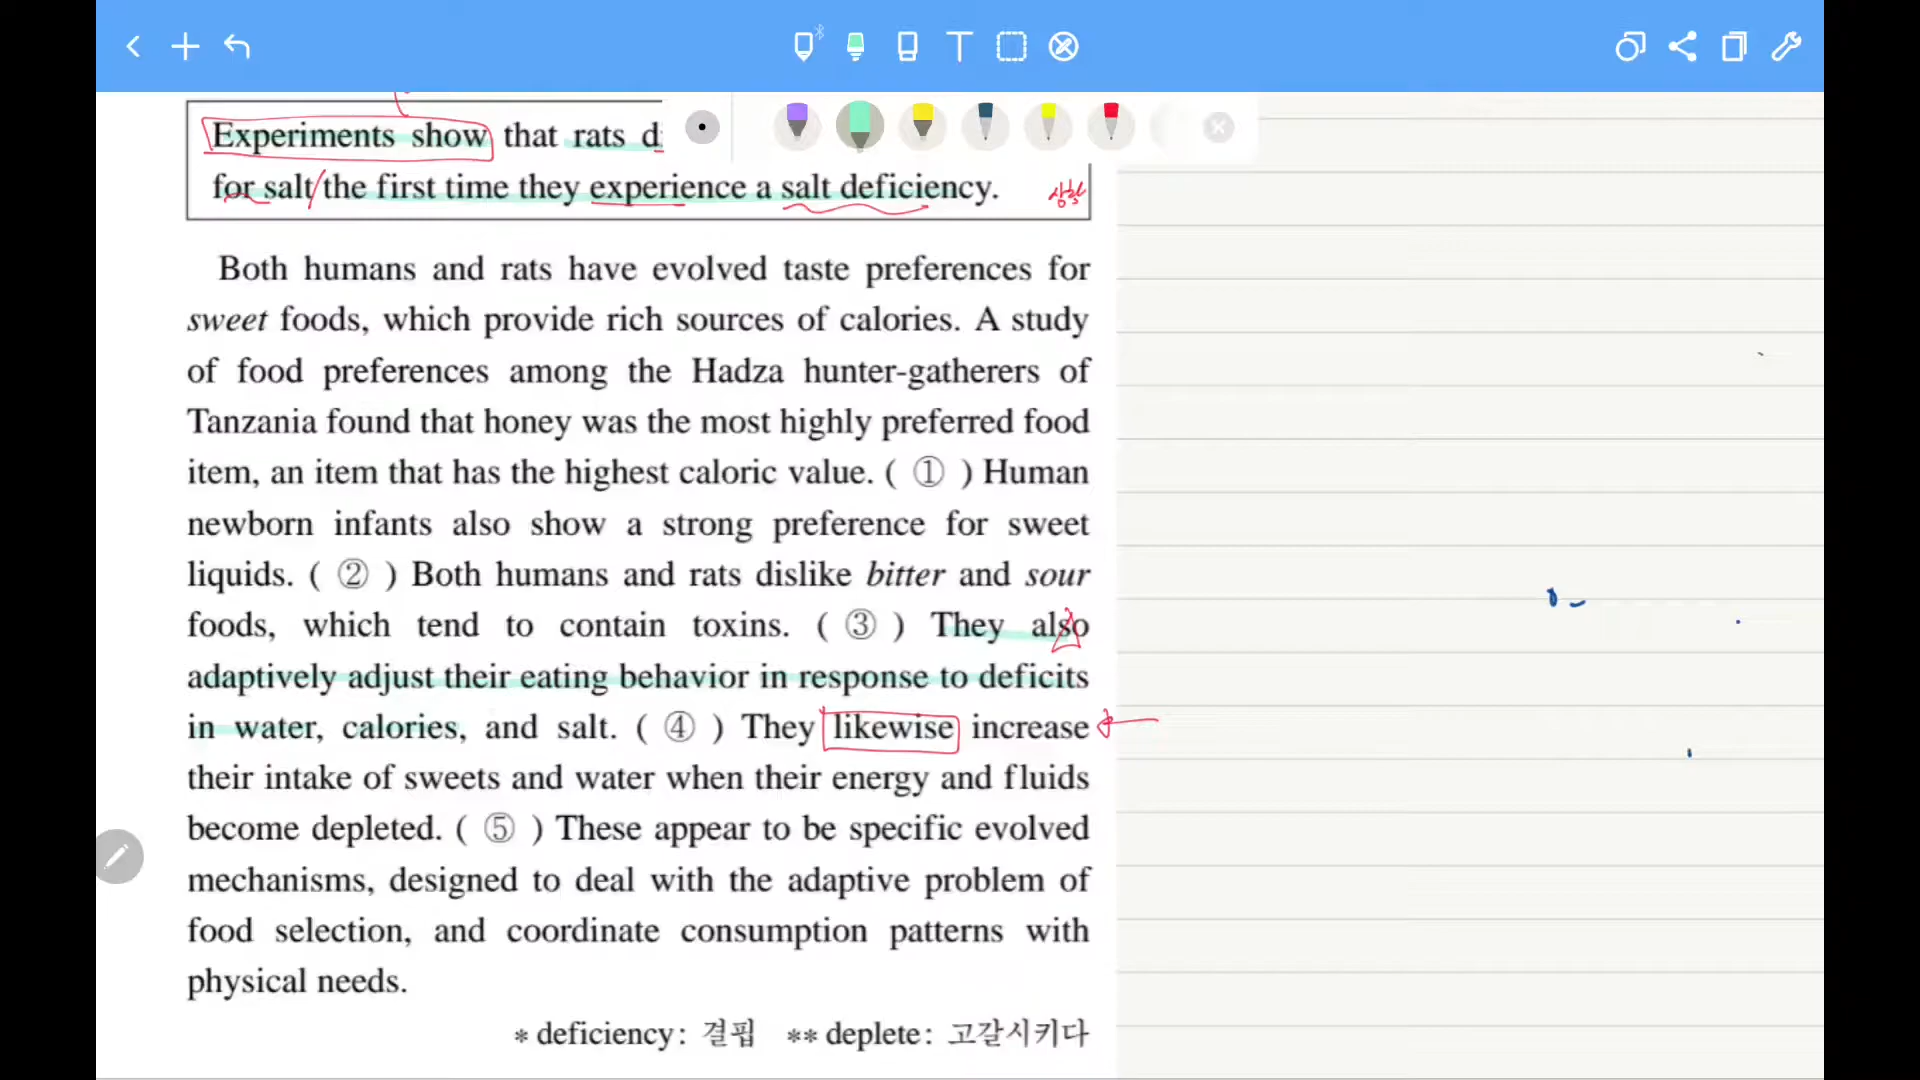 Experiments show that rats d
for salt the first time they experience a salt deficiency.
Both humans and rats have evolved taste preferences for
sweet foods, which provide rich sources of calories. A study
of food preferences among the Hadza hunter-gatherers of
Tanzania found that honey was the most highly preferred food
item, an item that has the highest caloric value. ( ① ) Human
newborn infants also show a strong preference for sweet
liquids. ( ② ) Both humans and rats dislike bitter and sour
foods, which tend to contain toxins. ( ③ ) They also
adaptively adjust their eating behavior in response to deficits
in water, calories, and salt. ( ④ ) They likewise increase
their intake of sweets and water when their energy and fluids
become depleted. ( ⑤ ) These appear to be specific evolved
mechanisms, designed to deal with the adaptive problem of
food selection, and coordinate consumption patterns with
physical needs.
* deficiency: 결핍 ** deplete: 고갈시키다